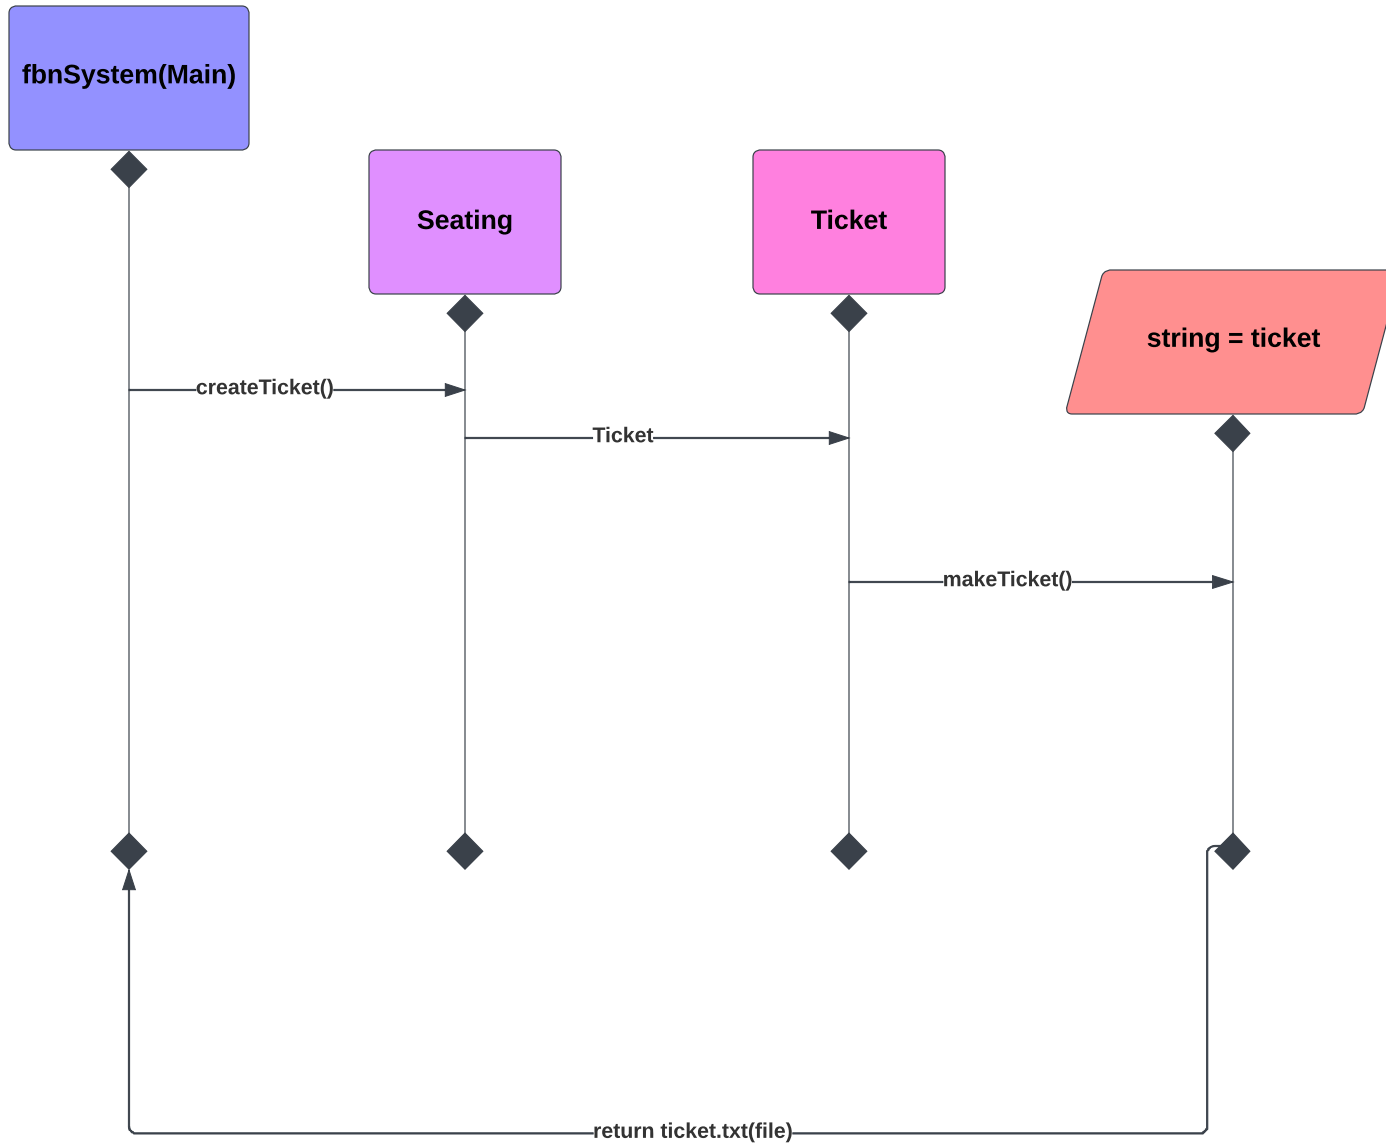 fbnSystem(Main)
Seating
Ticket
string = ticket
createTicket()
Ticket
makeTicket()
return ticket.txt(file)